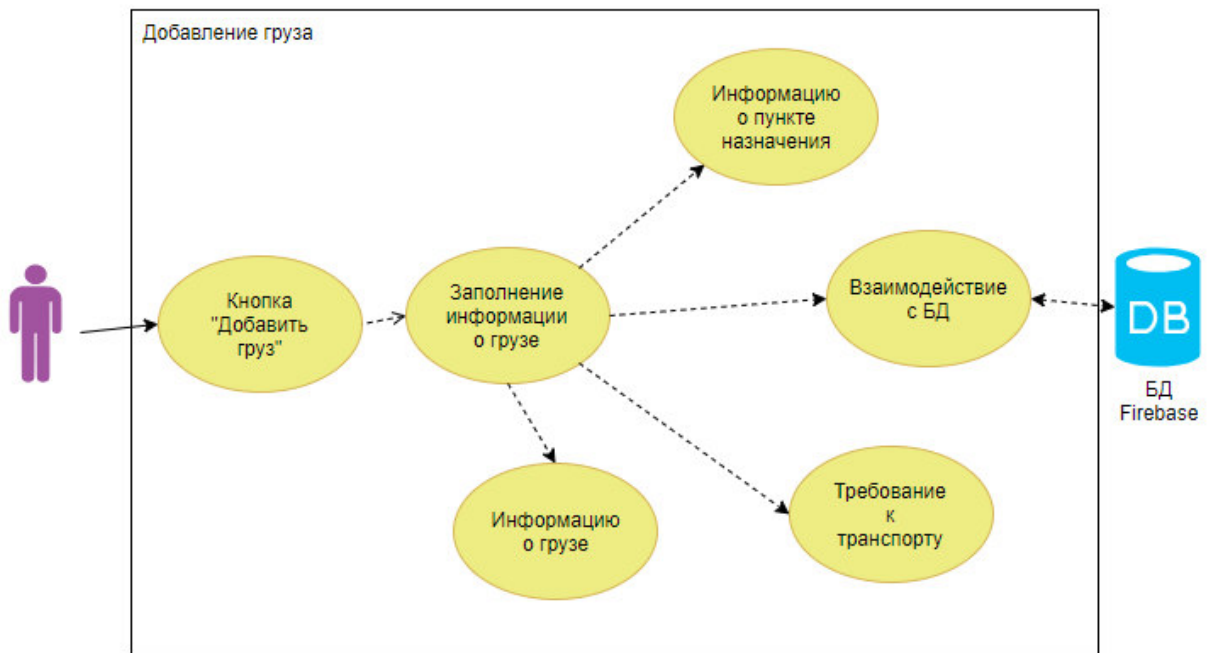 Добавление груза
Информацию
о пункте
назначения
Кнопка
"Добавить
груз"
Заполнение
информации
о грузе
Взаимодействие
с БД
DB
БД
Firebase
Информацию
о грузе
Требование
к
транспорту